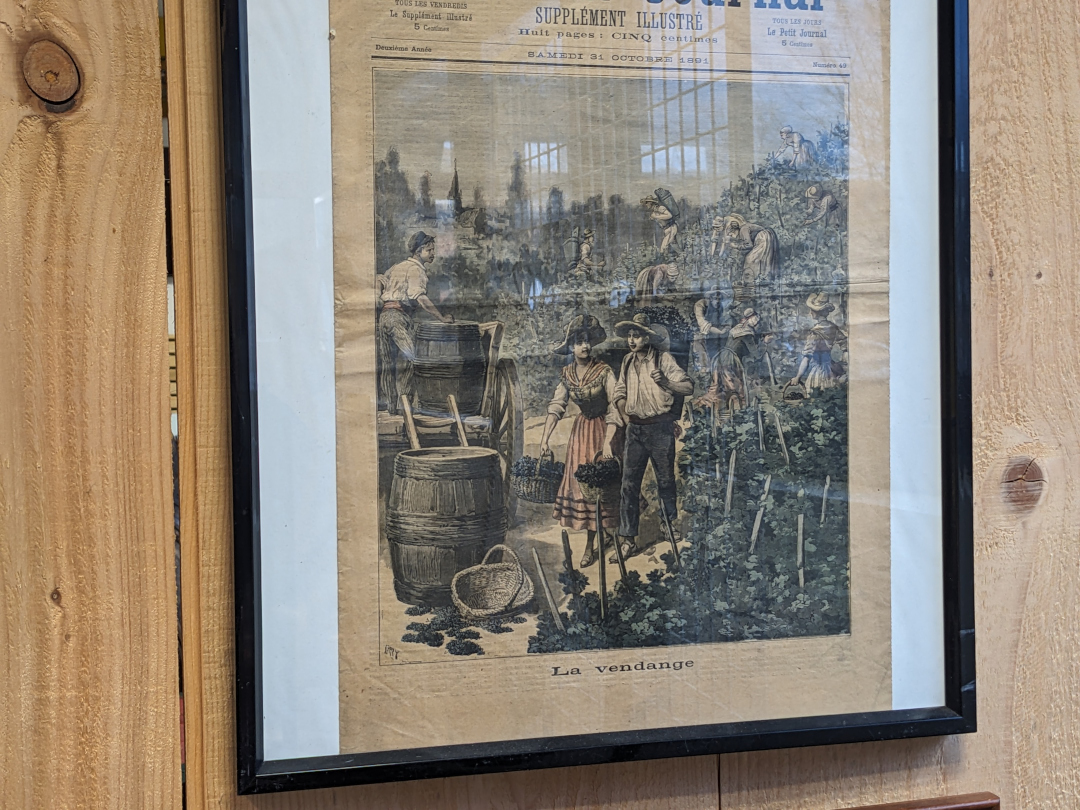 Journal
TOUS LES VENDREDIS
Le Supplément illustré
5 Centimes
SUPPLÉMENT ILLUSTRÉ
Huit pages : CINQ centimes
TOUS LES JOURS
Le Petit Journal
5 Centimes
Deuxième Année
SAMEDI 31 OCTOBRE 1891
Numéro 49
La vendange